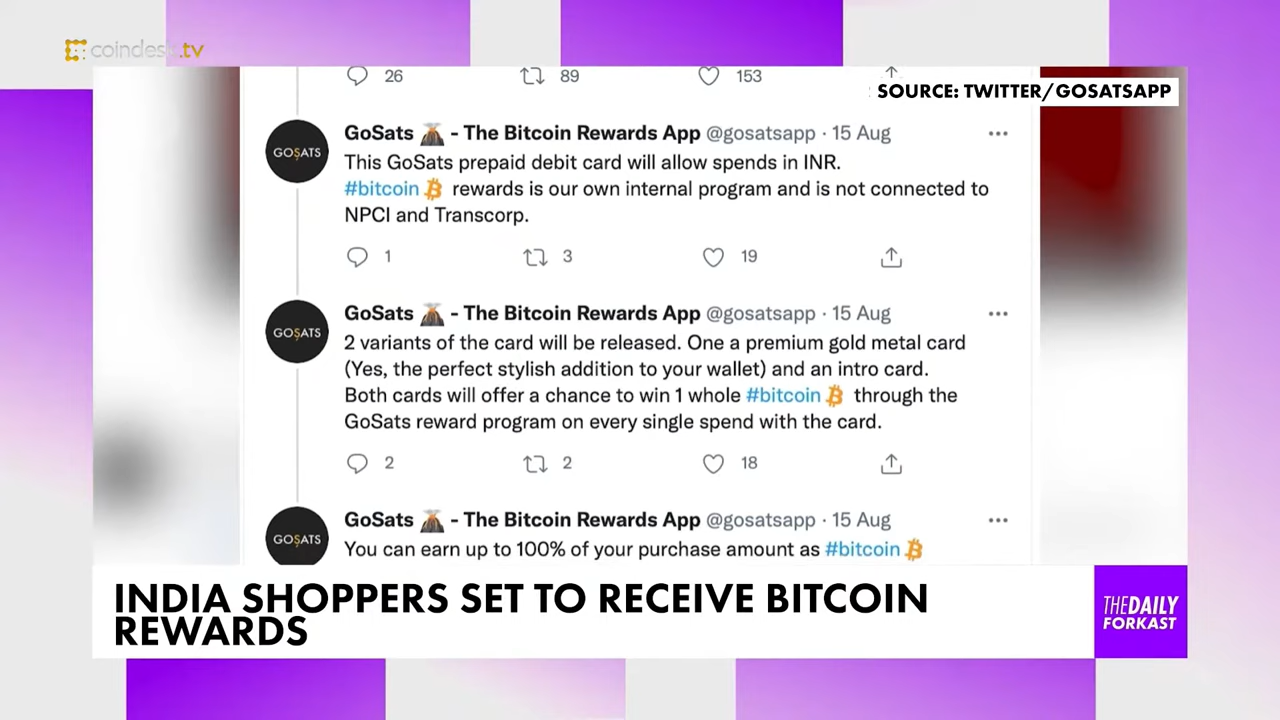 coindesk.tv
26 89 153
SOURCE: TWITTER/GOSATSAPP
GOSATS
GoSats 🌋 - The Bitcoin Rewards App @gosatsapp · 15 Aug
This GoSats prepaid debit card will allow spends in INR.
#bitcoin ₿ rewards is our own internal program and is not connected to
NPCI and Transcorp.
1 3 19
GOSATS
GoSats 🌋 - The Bitcoin Rewards App @gosatsapp · 15 Aug
2 variants of the card will be released. One a premium gold metal card
(Yes, the perfect stylish addition to your wallet) and an intro card.
Both cards will offer a chance to win 1 whole #bitcoin ₿ through the
GoSats reward program on every single spend with the card.
2 2 18
GOSATS
GoSats 🌋 - The Bitcoin Rewards App @gosatsapp · 15 Aug
You can earn up to 100% of your purchase amount as #bitcoin ₿
INDIA SHOPPERS SET TO RECEIVE BITCOIN
REWARDS
THE DAILY
FORKAST